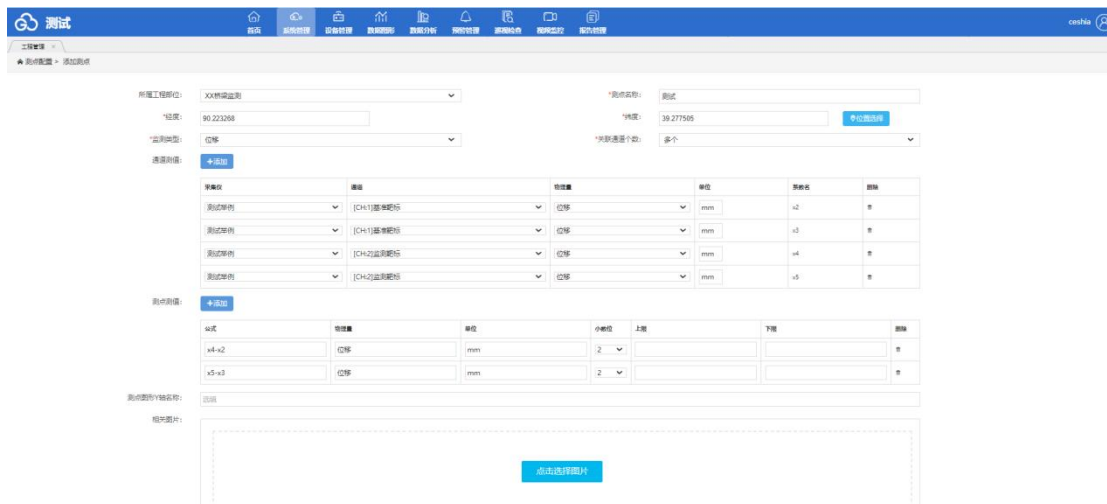 测试
首页 系统管理 设备管理 数据图形 数据分析 预警管理 巡视检查 视频监控 报告管理
ceshia
工程管理 ×
测点配置 > 添加测点
所属工程部位: XX桥梁监测 *测点名称: 测试
*经度: 90.223268 *纬度: 39.277505 位置选择
*监测类型: 位移 *关联通道个数: 多个
通道测值: +添加
采集仪 通道 物理量 单位 系数名 删除
测试举例 [CH:1]基准靶标 位移 mm x2
测试举例 [CH:1]基准靶标 位移 mm x3
测试举例 [CH:2]监测靶标 位移 mm x4
测试举例 [CH:2]监测靶标 位移 mm x5
测点测值: +添加
公式 物理量 单位 小数位 上限 下限 删除
x4-x2 位移 mm 2
x5-x3 位移 mm 2
测点图形Y轴名称: 选填
相关图片:
点击选择图片